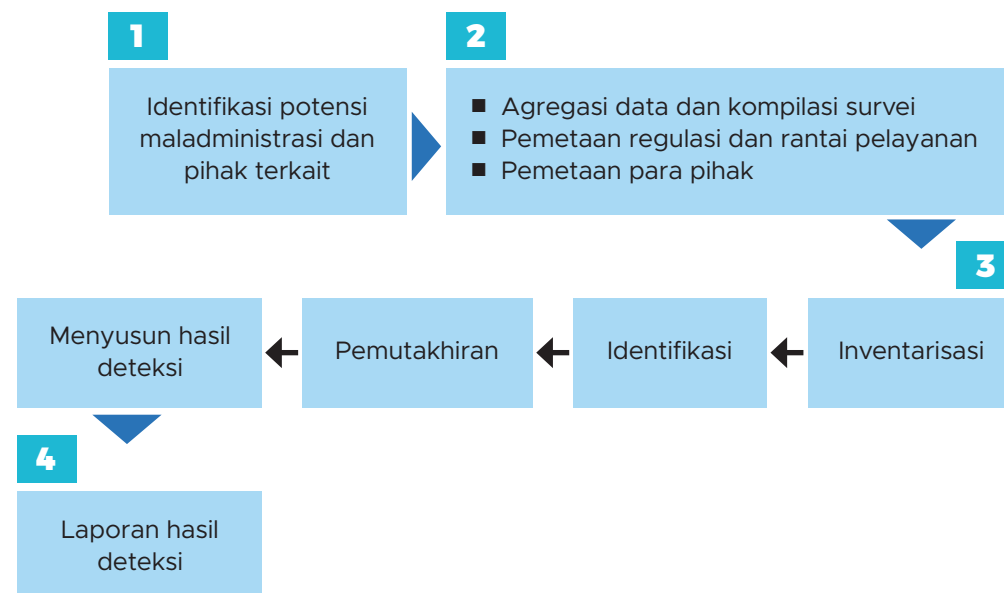 1
Identifikasi potensi
maladministrasi dan
pihak terkait
2
Agregasi data dan kompilasi survei
Pemetaan regulasi dan rantai pelayanan
Pemetaan para pihak
3
Inventarisasi
Identifikasi
Pemutakhiran
Menyusun hasil
deteksi
4
Laporan hasil
deteksi